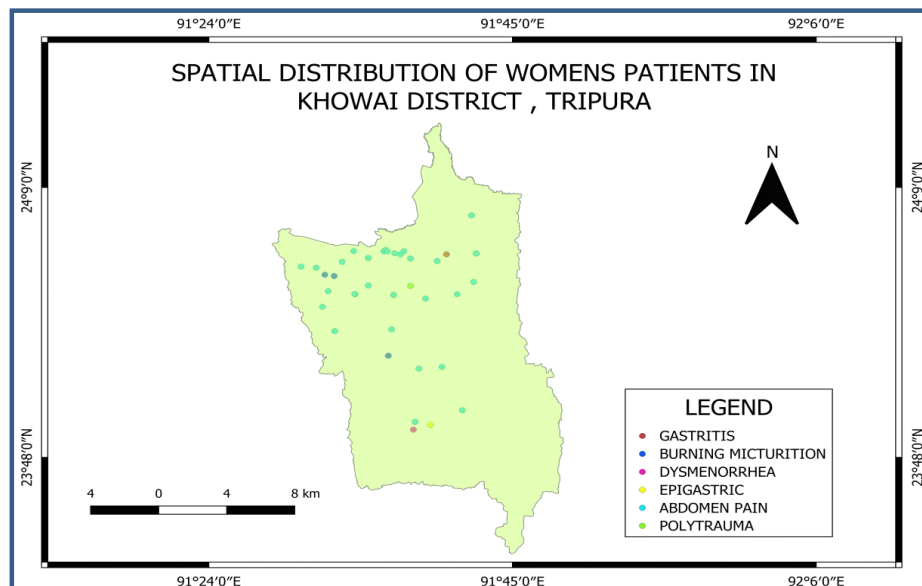 91°24′0″E 91°45′0″E 92°6′0″E
SPATIAL DISTRIBUTION OF WOMENS PATIENTS IN
KHOWAI DISTRICT , TRIPURA
N
24°9′0″N 24°9′0″N
LEGEND
GASTRITIS
BURNING MICTURITION
DYSMENORRHEA
EPIGASTRIC
ABDOMEN PAIN
POLYTRAUMA
23°48′0″N 23°48′0″N
4 0 4 8 km
91°24′0″E 91°45′0″E 92°6′0″E